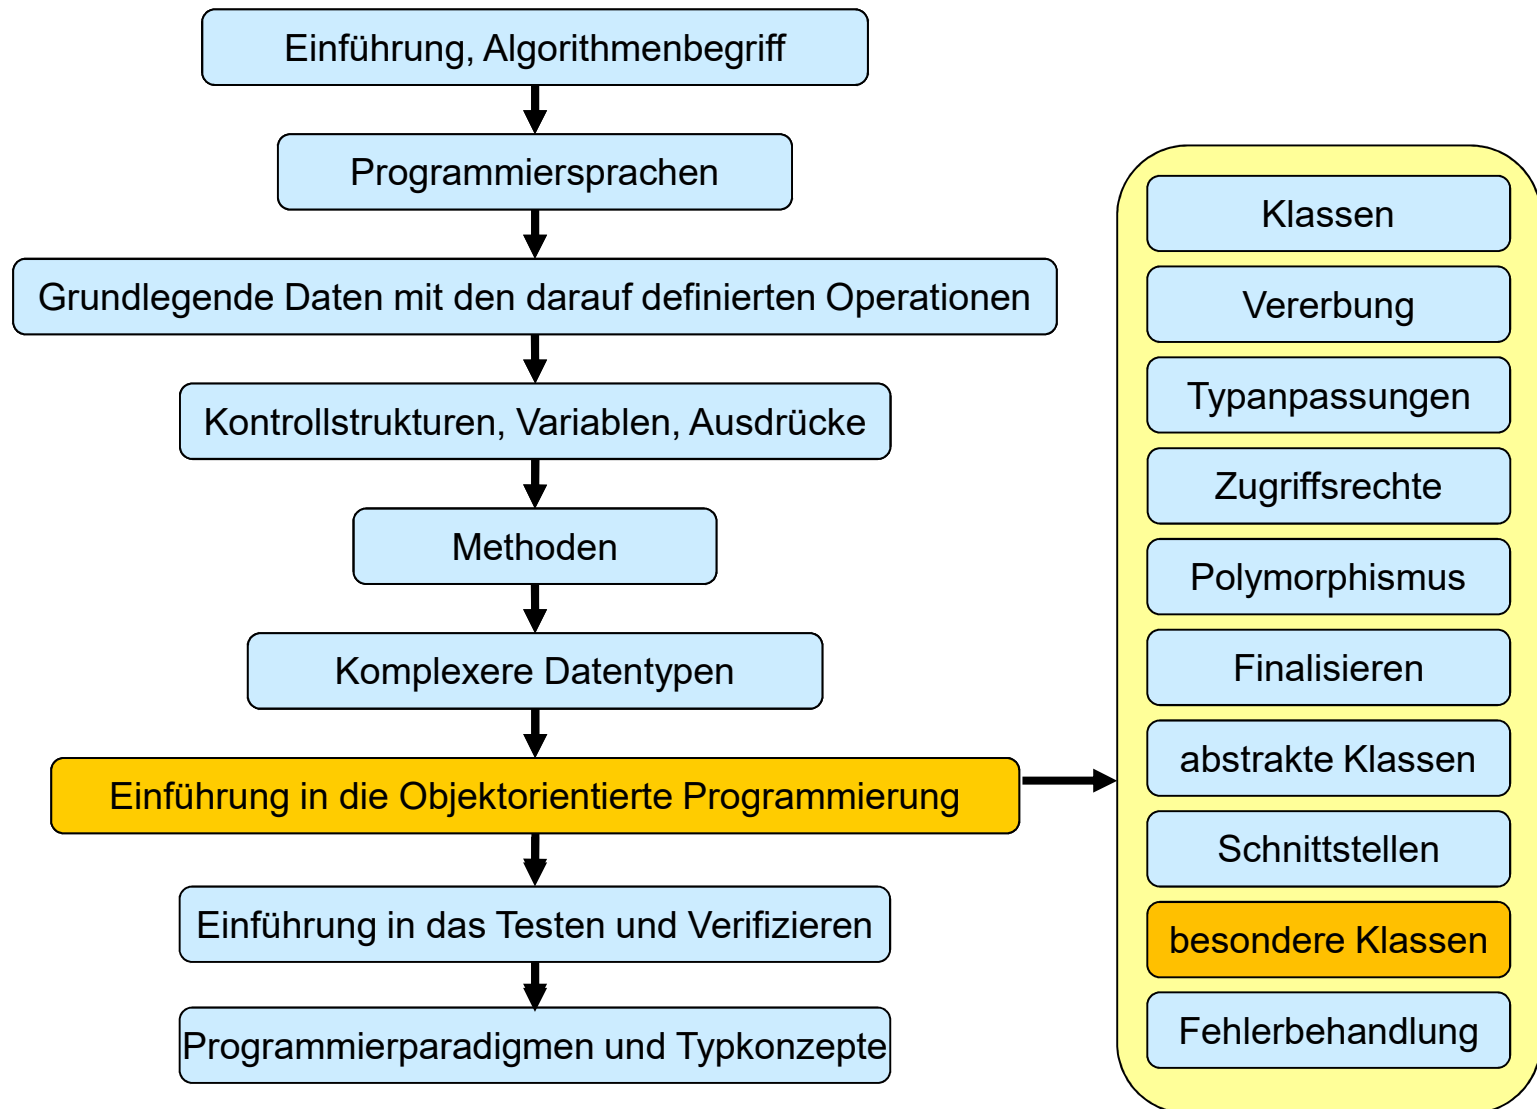 Einführung, Algorithmenbegriff
Programmiersprachen
Grundlegende Daten mit den darauf definierten Operationen
Kontrollstrukturen, Variablen, Ausdrücke
Methoden
Komplexere Datentypen
Einführung in die Objektorientierte Programmierung
Einführung in das Testen und Verifizieren
Programmierparadigmen und Typkonzepte
Klassen
Vererbung
Typanpassungen
Zugriffsrechte
Polymorphismus
Finalisieren
abstrakte Klassen
Schnittstellen
besondere Klassen
Fehlerbehandlung